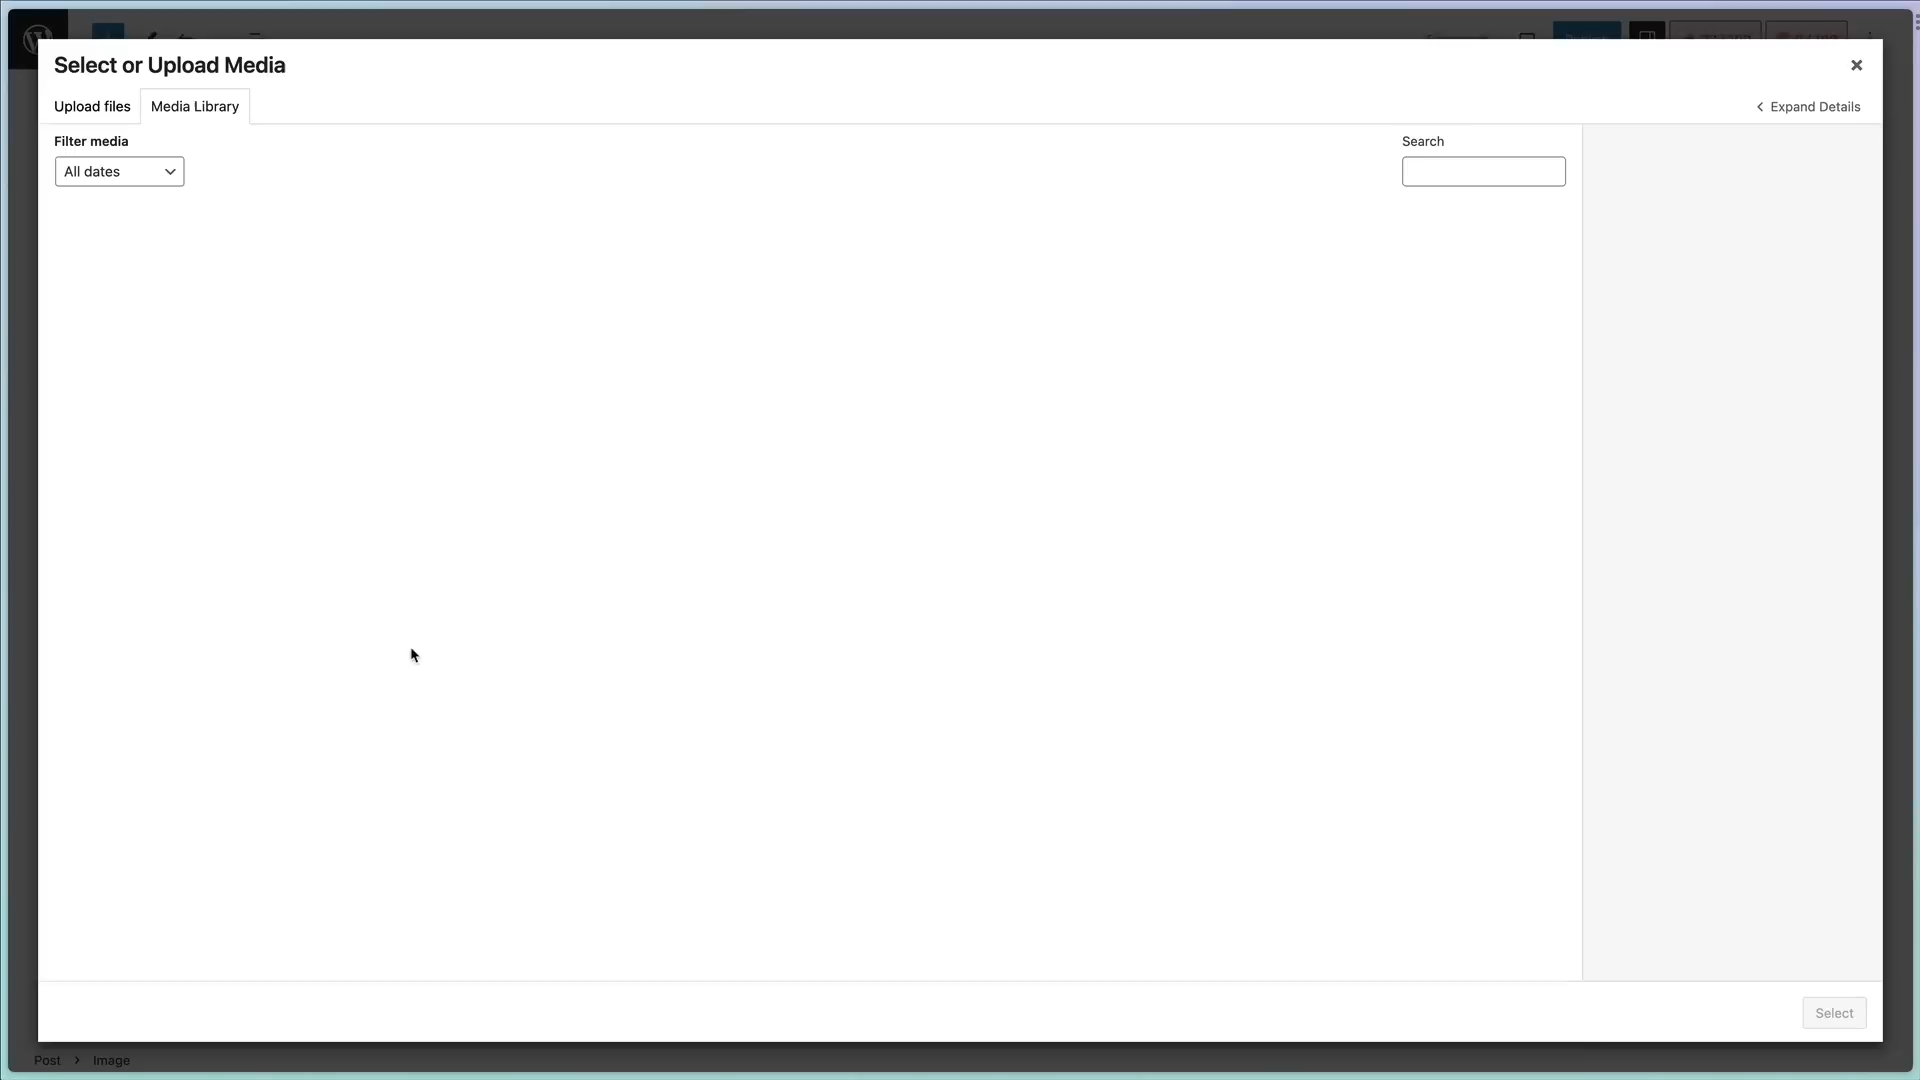 Select or Upload Media
Upload files
Media Library
Expand Details
Filter media
All dates
Search
Select
Post > Image